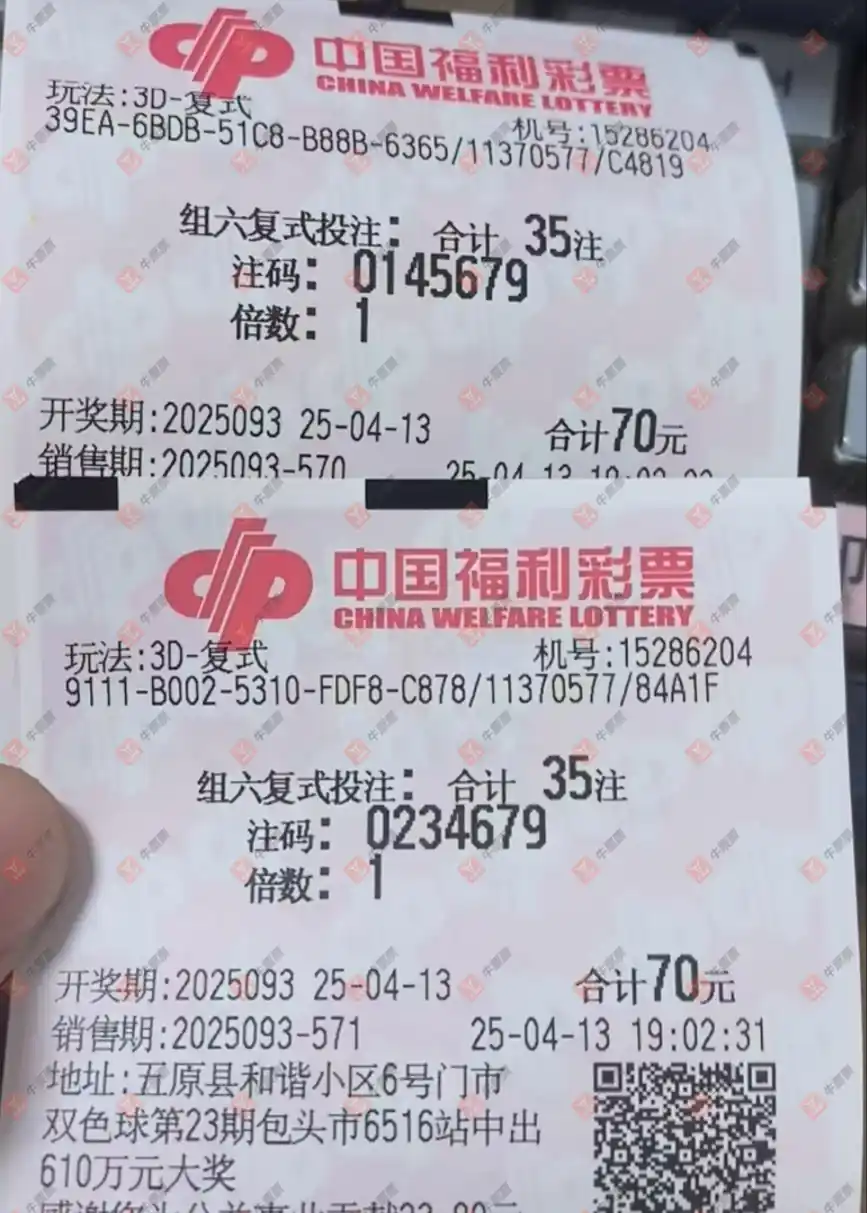 中国福利彩票
CHINA WELFARE LOTTERY
玩法:3D-复式 机号:15286204
39EA-6BDB-51C8-B88B-6365/11370577/C4819
组六复式投注: 合计 35注
注码: 0145679
倍数: 1
开奖期:2025093 25-04-13 合计70元
销售期:2025093-570 25-04-13
中国福利彩票
CHINA WELFARE LOTTERY
玩法:3D-复式 机号:15286204
9111-B002-5310-FDF8-C878/11370577/84A1F
组六复式投注: 合计 35注
注码: 0234679
倍数: 1
开奖期:2025093 25-04-13 合计70元
销售期:2025093-571 25-04-13 19:02:31
地址:五原县和谐小区6号门市
双色球第23期包头市6516站中出
610万元大奖